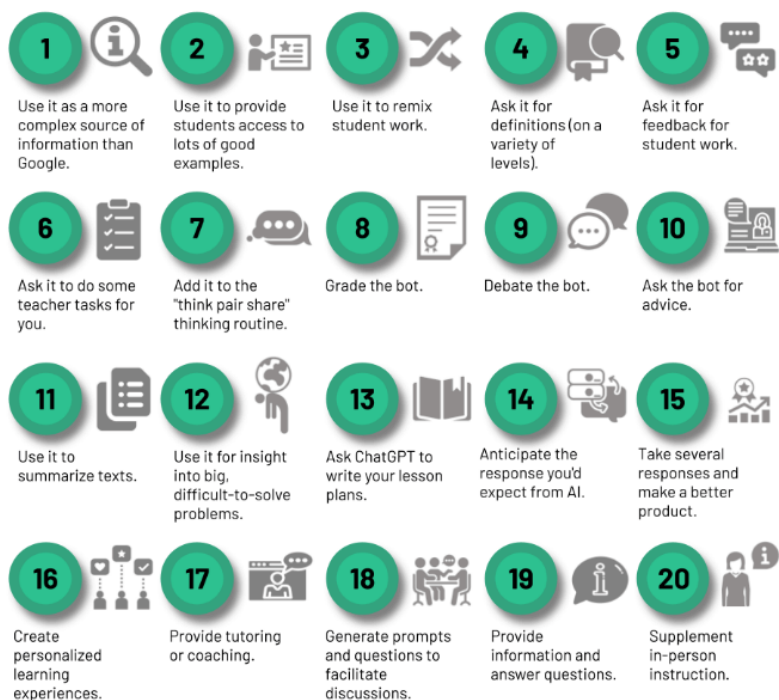 1
Use it as a more
complex source of
information than
Google.
2
Use it to provide
students access to
lots of good
examples.
3
Use it to remix
student work.
4
Ask it for
definitions (on a
variety of
levels).
5
Ask it for
feedback for
student work.
6
Ask it to do some
teacher tasks for
you.
7
Add it to the
"think pair share"
thinking routine.
8
Grade the bot.
9
Debate the bot.
10
Ask the bot for
advice.
11
Use it to
summarize texts.
12
Use it for insight
into big,
difficult-to-solve
problems.
13
Ask ChatGPT to
write your lesson
plans.
14
Anticipate the
response you'd
expect from AI.
15
Take several
responses and
make a better
product.
16
Create
personalized
learning
experiences.
17
Provide tutoring
or coaching.
18
Generate prompts
and questions to
facilitate
discussions.
19
Provide
information and
answer questions.
20
Supplement
in-person
instruction.